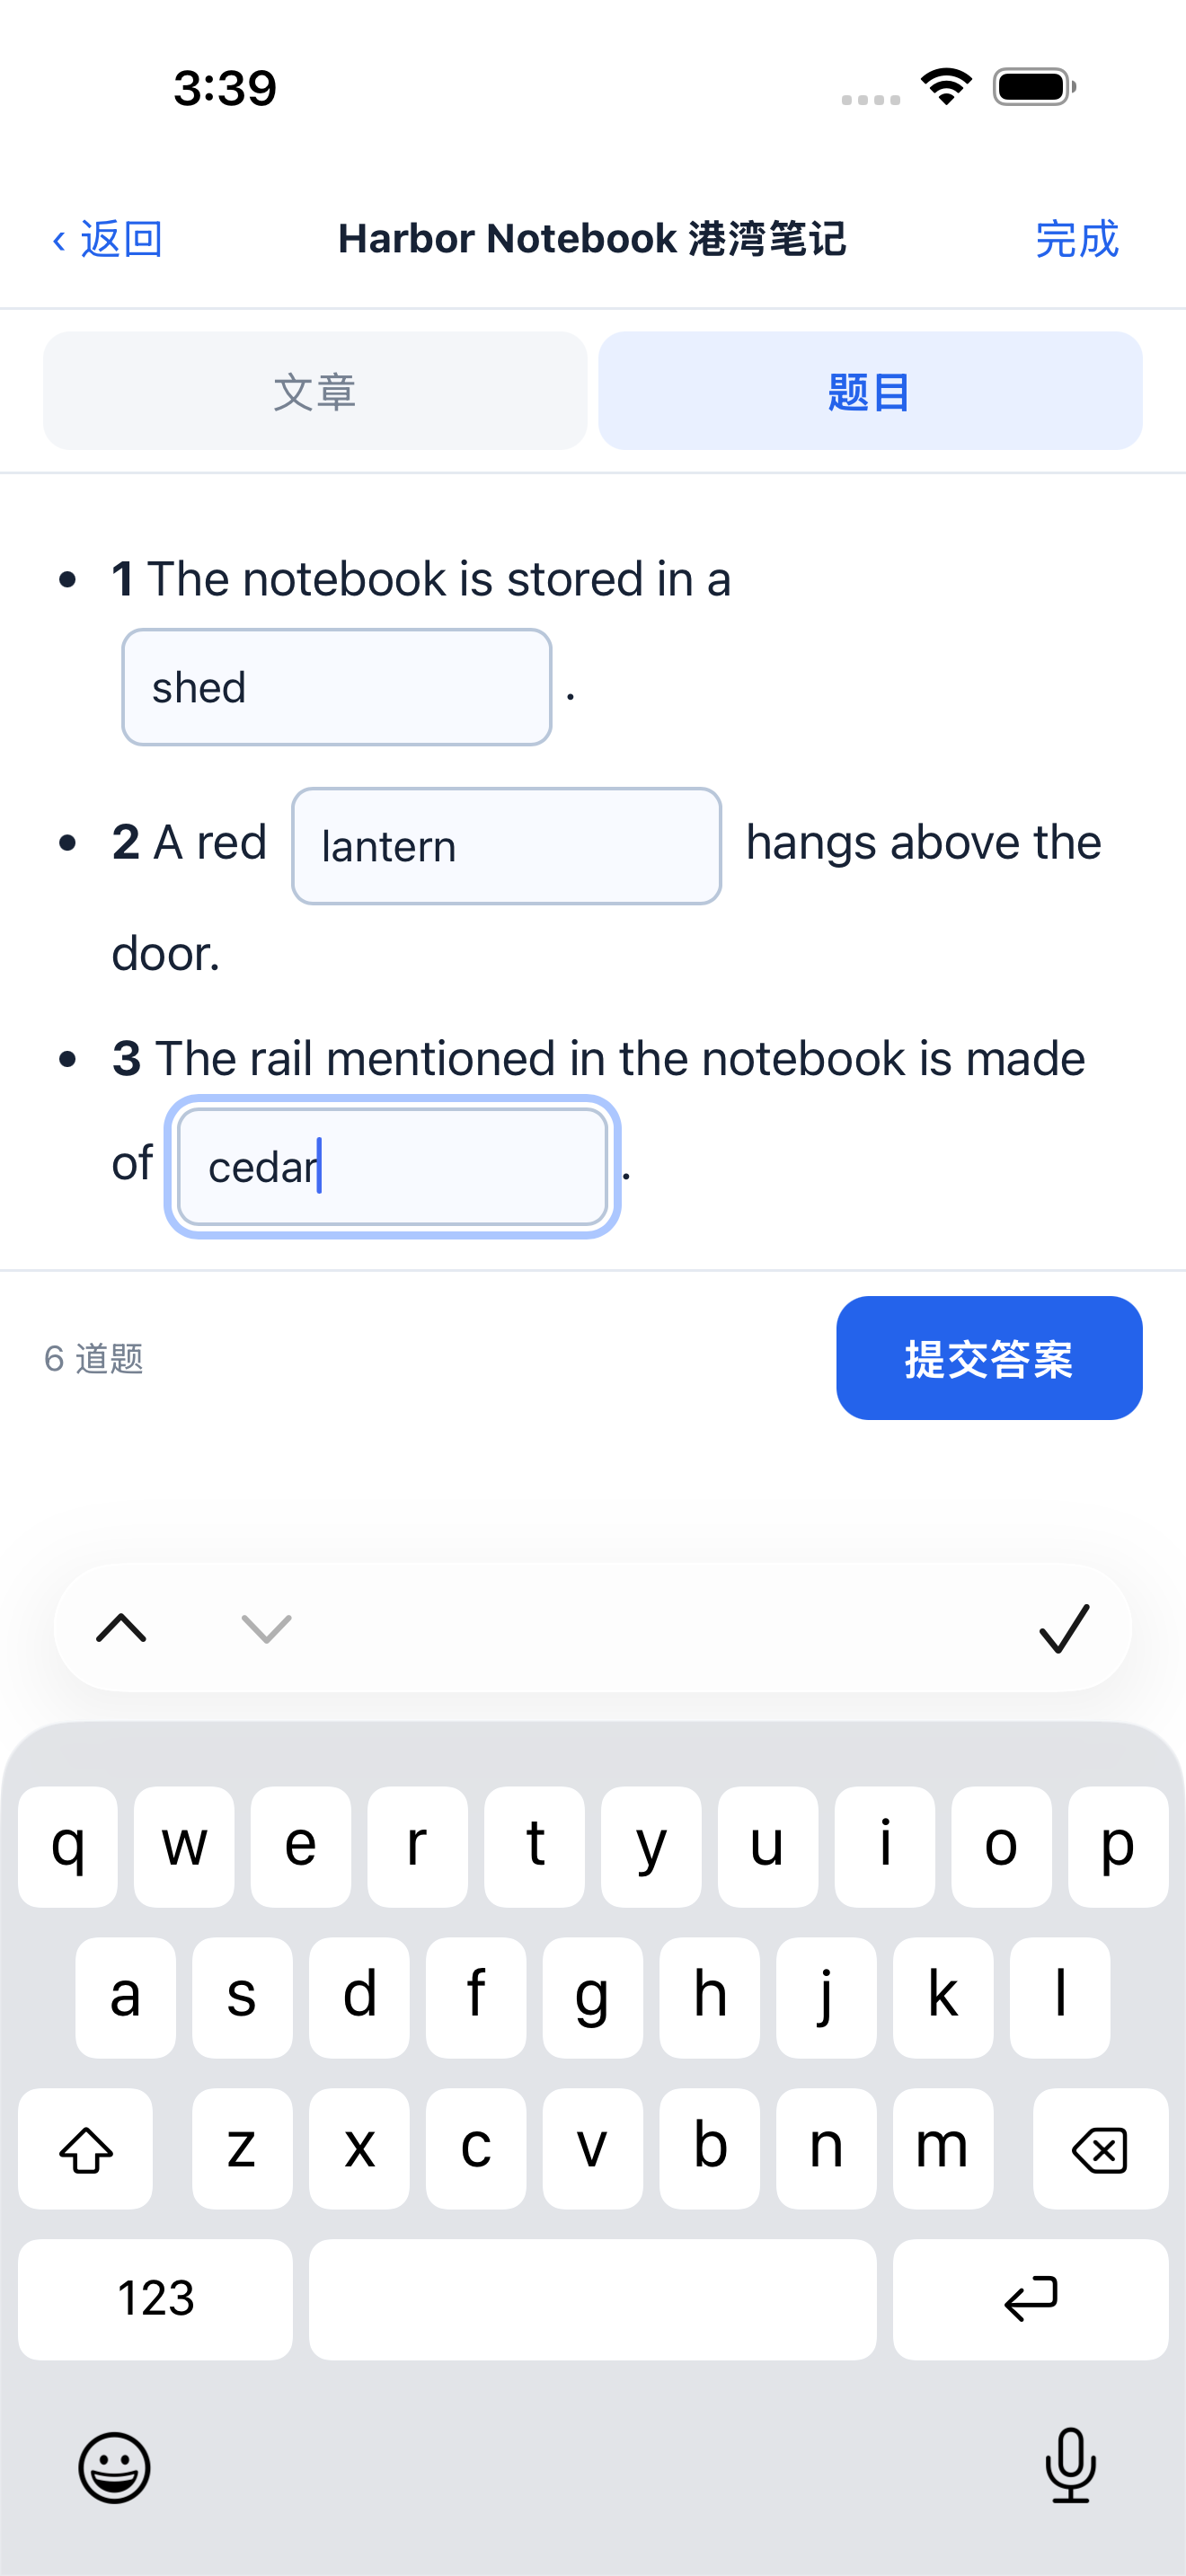 3:39
‹ 返回
Harbor Notebook 港湾笔记
完成
文章
题目
• 1 The notebook is stored in a
shed .
• 2 A red lantern hangs above the
door.
• 3 The rail mentioned in the notebook is made
of cedar .
6 道题
提交答案
q w e r t y u i o p
a s d f g h j k l
z x c v b n m
123